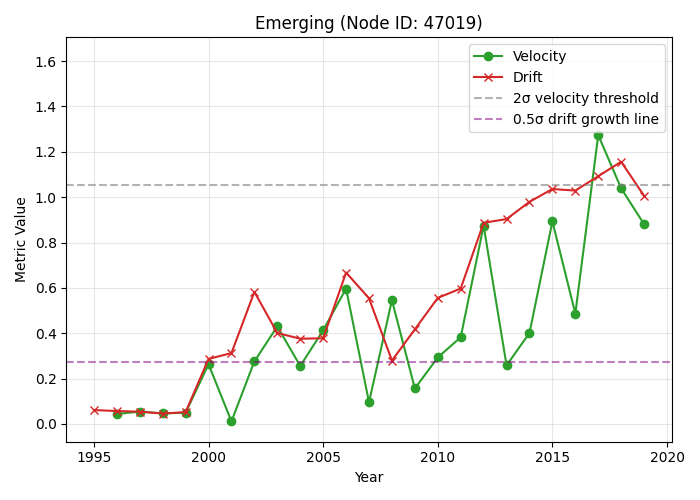 Emerging (Node ID: 47019)
Velocity
Drift
2σ velocity threshold
0.5σ drift growth line
Metric Value
1.6
1.4
1.2
1.0
0.8
0.6
0.4
0.2
0.0
1995 2000 2005 2010 2015 2020
Year